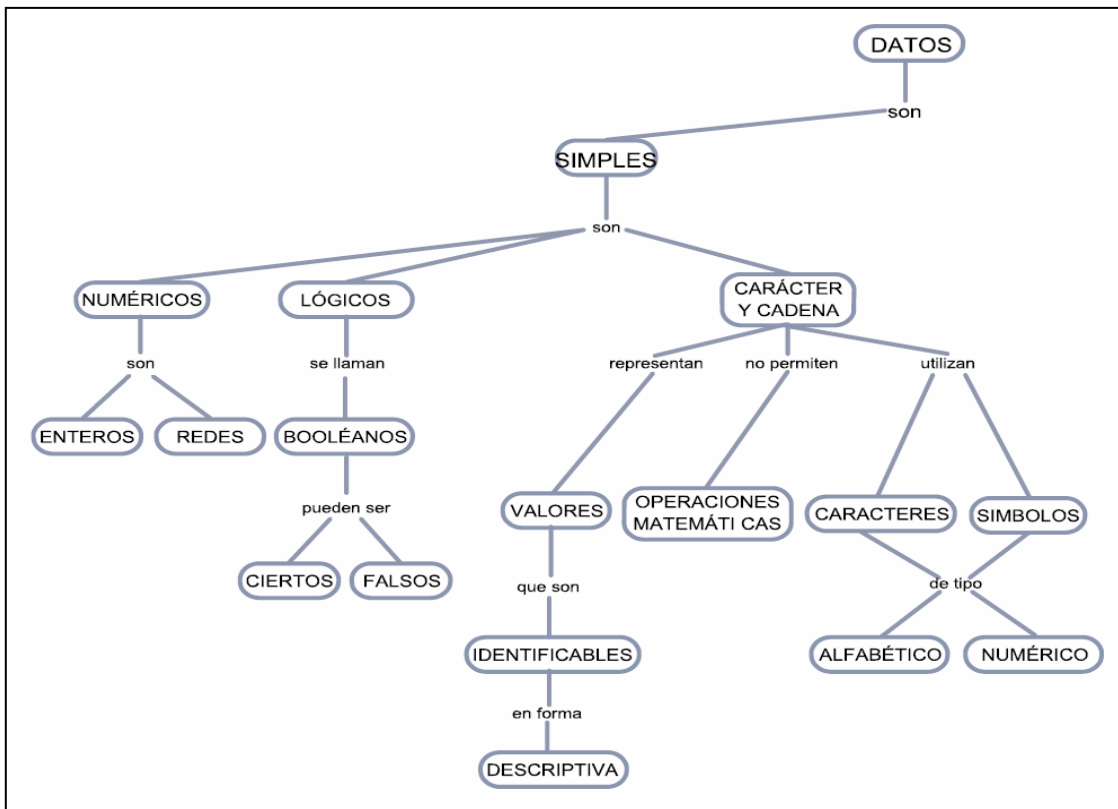 DATOS
son
SIMPLES
son
NUMÉRICOS
LÓGICOS
CARÁCTER
Y CADENA
son
se llaman
representan
no permiten
utilizan
ENTEROS
REDES
BOOLÉANOS
VALORES
OPERACIONES
MATEMÁTI CAS
CARACTERES
SIMBOLOS
pueden ser
CIERTOS
FALSOS
que son
de tipo
IDENTIFICABLES
ALFABÉTICO
NUMÉRICO
en forma
DESCRIPTIVA